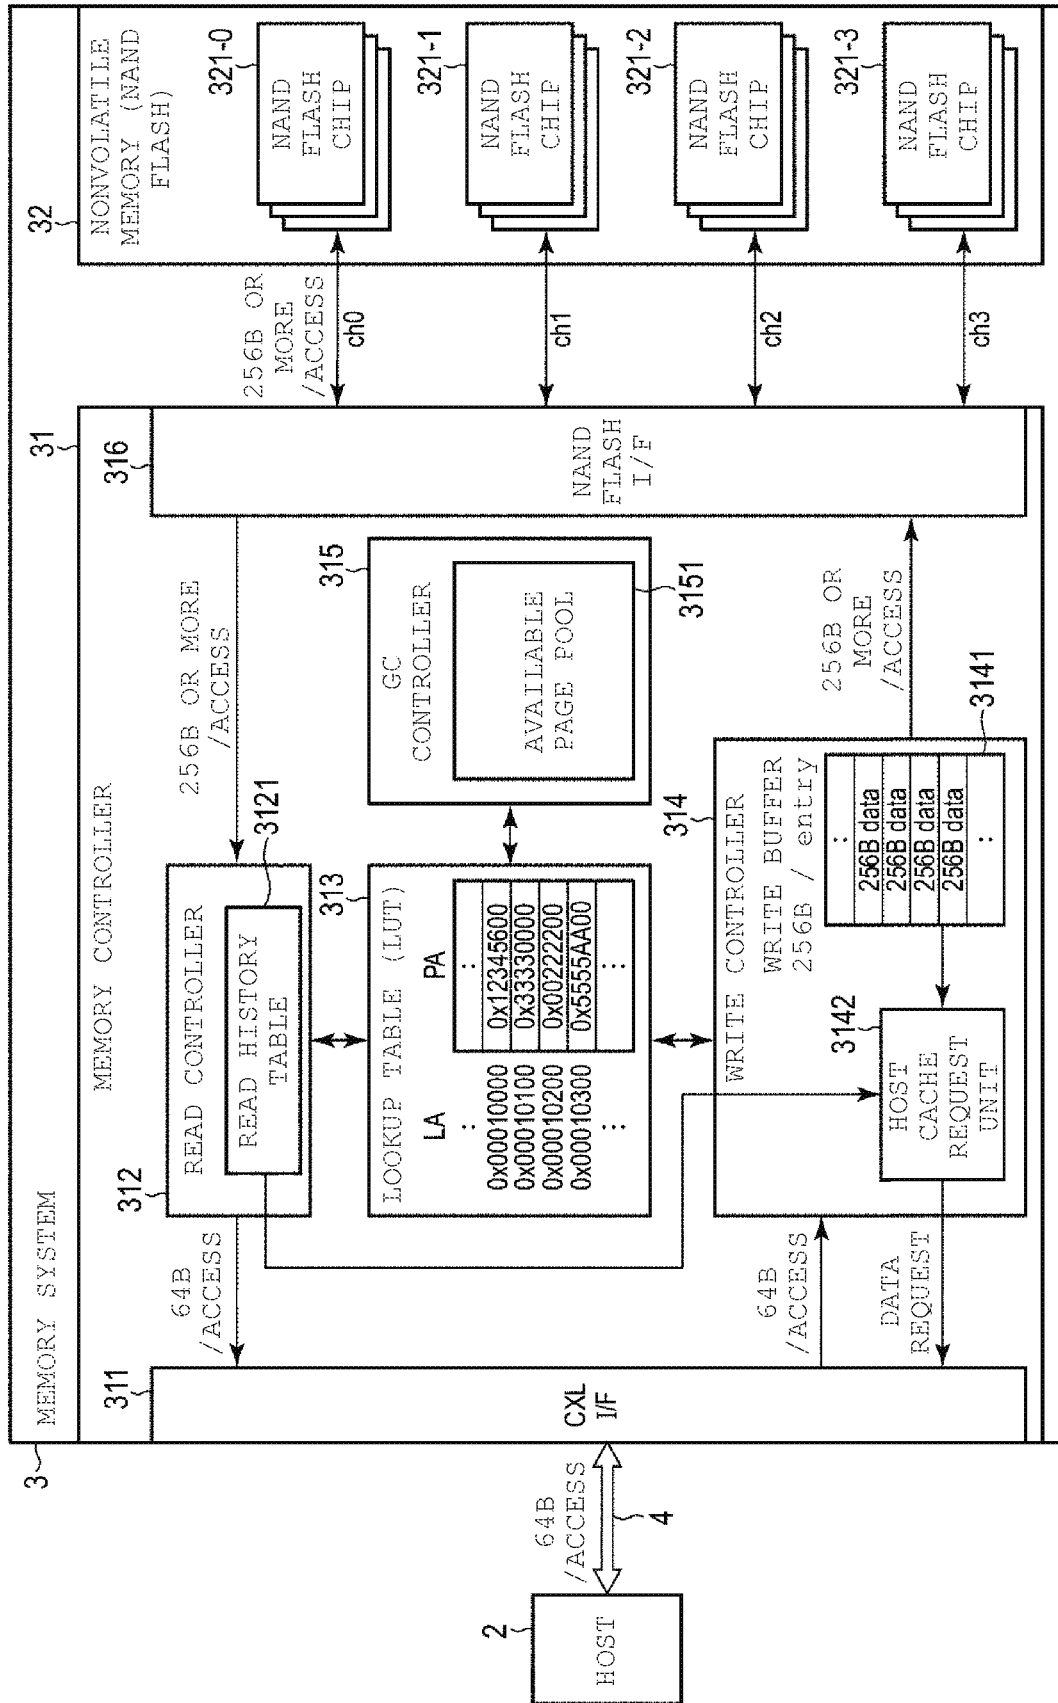 3
MEMORY SYSTEM
31
MEMORY CONTROLLER
32
NONVOLATILE
MEMORY (NAND
FLASH)
2
HOST
64B
/ACCESS
4
311
CXL
I/F
64B
/ACCESS
312
READ CONTROLLER
3121
READ HISTORY
TABLE
256B OR MORE
/ACCESS
316
NAND
FLASH
I/F
313
LOOKUP TABLE (LUT)
LA
PA
:
:
0x00010000
0x12345600
0x00010100
0x33330000
0x00010200
0x00222200
0x00010300
0x5555AA00
:
:
315
GC
CONTROLLER
AVAILABLE
PAGE POOL
3151
64B
/ACCESS
DATA
REQUEST
314
WRITE CONTROLLER
WRITE BUFFER
256B / entry
3142
HOST
CACHE
REQUEST
UNIT
:
256B data
256B data
256B data
256B data
:
3141
256B OR
MORE
/ACCESS
256B OR
MORE
/ACCESS
ch0
321-0
NAND
FLASH
CHIP
ch1
321-1
NAND
FLASH
CHIP
ch2
321-2
NAND
FLASH
CHIP
ch3
321-3
NAND
FLASH
CHIP